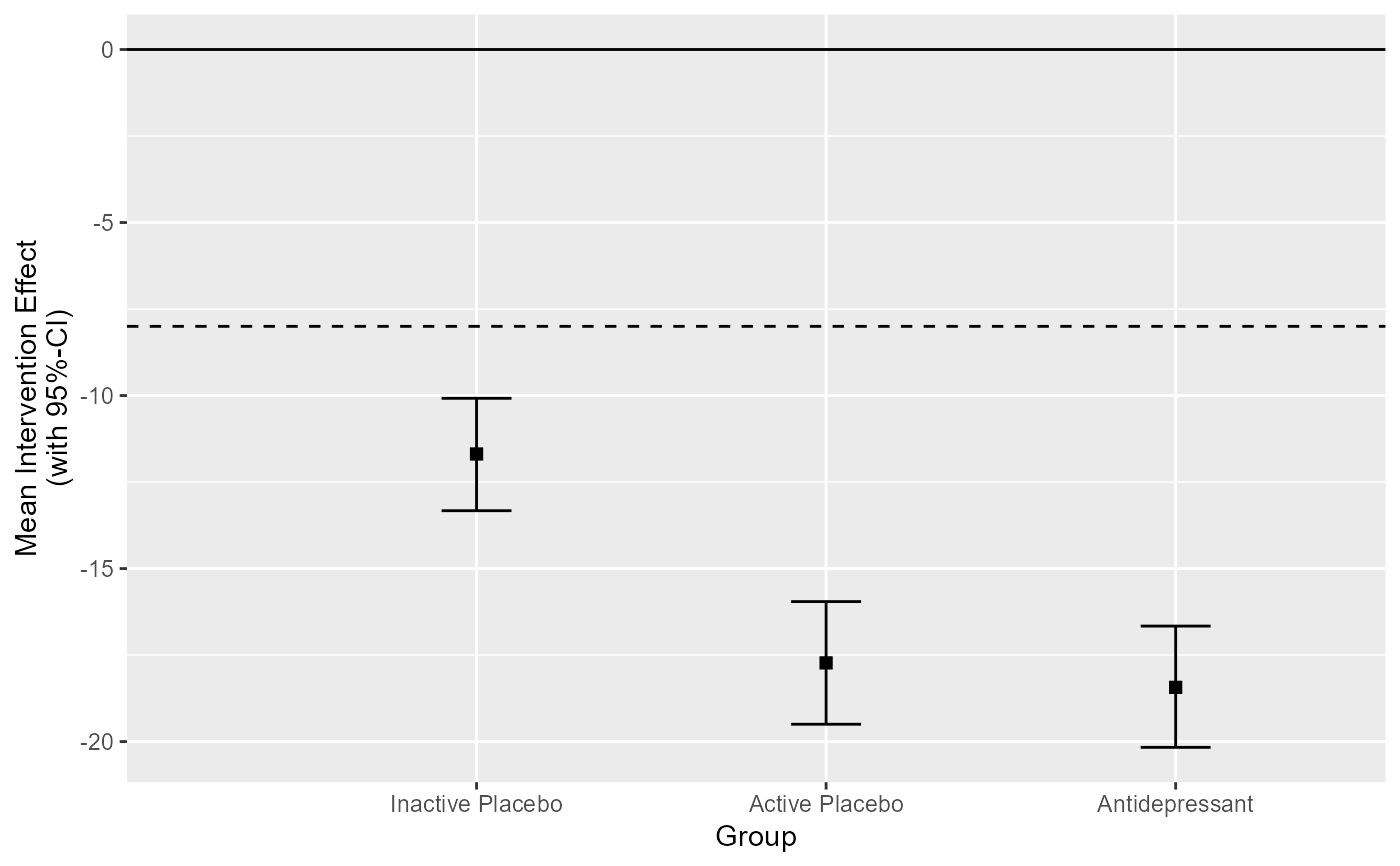 0
-5
-10
-15
-20
Mean Intervention Effect
(with 95%-CI)
Inactive Placebo
Active Placebo
Antidepressant
Group